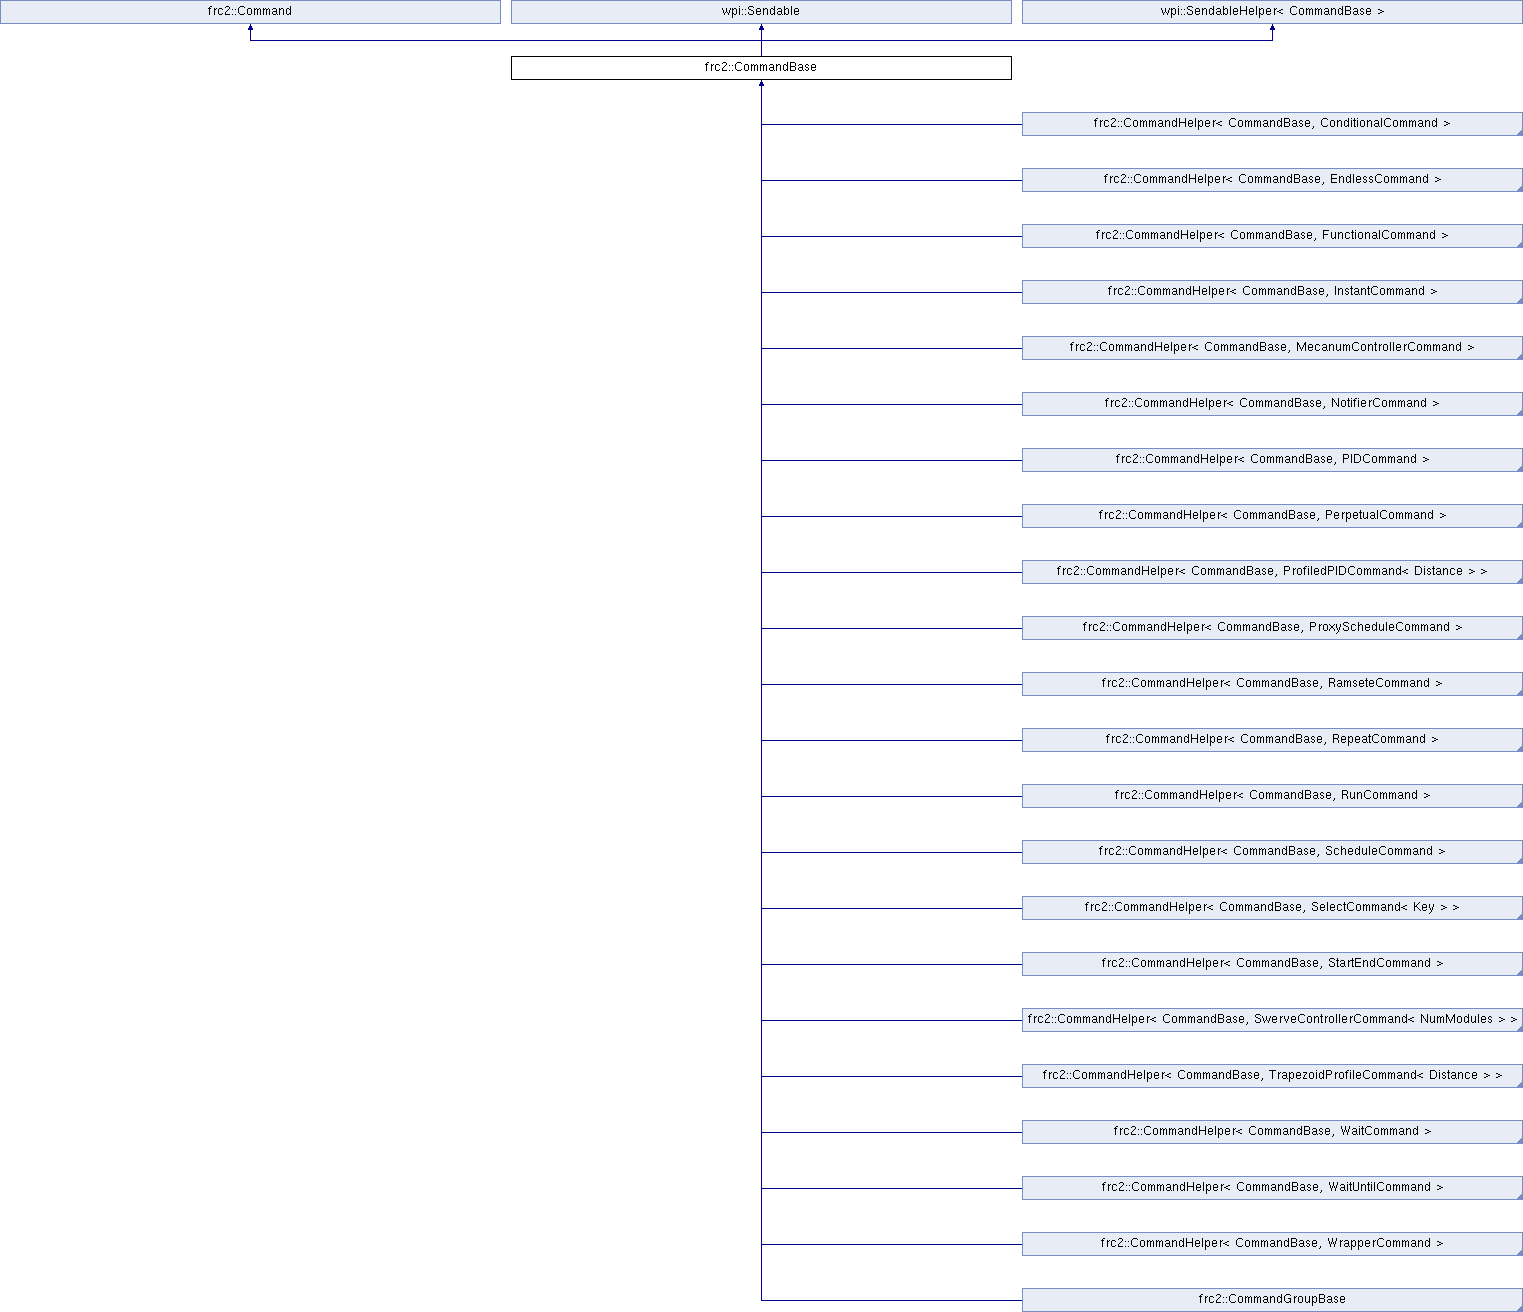 frc2::Command
wpi::Sendable
wpi::SendableHelper< CommandBase >
frc2::CommandBase
frc2::CommandHelper< CommandBase, ConditionalCommand >
frc2::CommandHelper< CommandBase, EndlessCommand >
frc2::CommandHelper< CommandBase, FunctionalCommand >
frc2::CommandHelper< CommandBase, InstantCommand >
frc2::CommandHelper< CommandBase, MecanumControllerCommand >
frc2::CommandHelper< CommandBase, NotifierCommand >
frc2::CommandHelper< CommandBase, PIDCommand >
frc2::CommandHelper< CommandBase, PerpetualCommand >
frc2::CommandHelper< CommandBase, ProfiledPIDCommand< Distance > >
frc2::CommandHelper< CommandBase, ProxyScheduleCommand >
frc2::CommandHelper< CommandBase, RamseteCommand >
frc2::CommandHelper< CommandBase, RepeatCommand >
frc2::CommandHelper< CommandBase, RunCommand >
frc2::CommandHelper< CommandBase, ScheduleCommand >
frc2::CommandHelper< CommandBase, SelectCommand< Key > >
frc2::CommandHelper< CommandBase, StartEndCommand >
frc2::CommandHelper< CommandBase, SwerveControllerCommand< NumModules > >
frc2::CommandHelper< CommandBase, TrapezoidProfileCommand< Distance > >
frc2::CommandHelper< CommandBase, WaitCommand >
frc2::CommandHelper< CommandBase, WaitUntilCommand >
frc2::CommandHelper< CommandBase, WrapperCommand >
frc2::CommandGroupBase